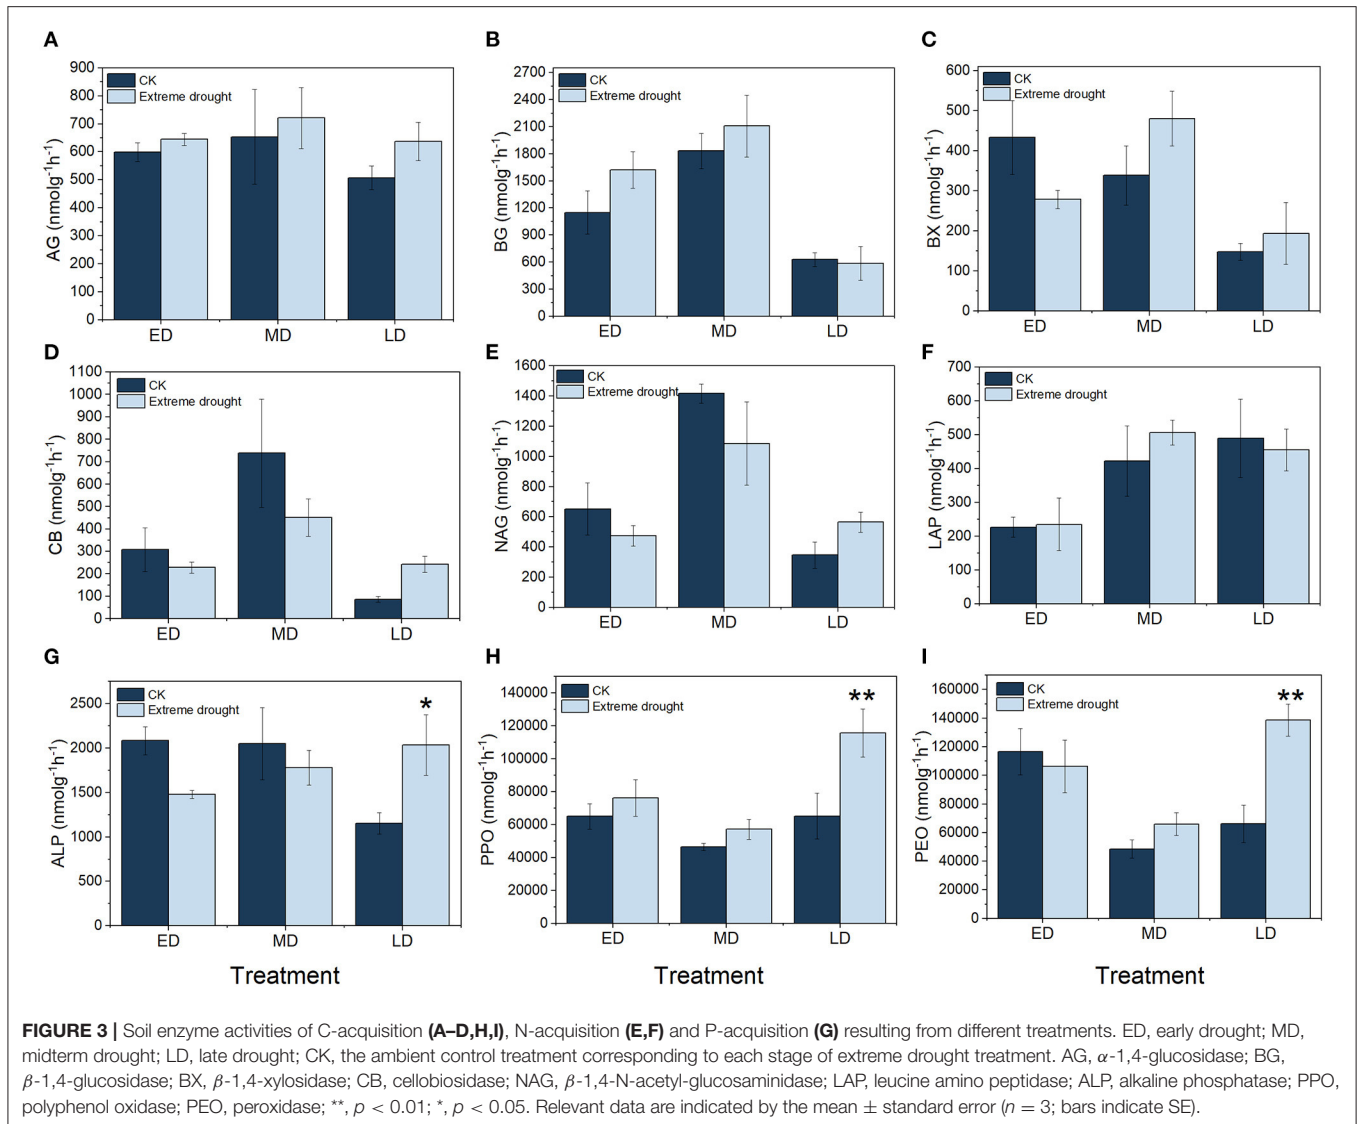 A
AG (nmolg⁻¹h⁻¹)
900
800
700
600
500
400
300
200
100
0
CK
Extreme drought
ED MD LD
B
BG (nmolg⁻¹h⁻¹)
2700
2400
2100
1800
1500
1200
900
600
300
0
CK
Extreme drought
ED MD LD
C
BX (nmolg⁻¹h⁻¹)
600
500
400
300
200
100
0
CK
Extreme drought
ED MD LD
D
CB (nmolg⁻¹h⁻¹)
1100
1000
900
800
700
600
500
400
300
200
100
0
CK
Extreme drought
ED MD LD
E
NAG (nmolg⁻¹h⁻¹)
1600
1400
1200
1000
800
600
400
200
0
CK
Extreme drought
ED MD LD
F
LAP (nmolg⁻¹h⁻¹)
700
600
500
400
300
200
100
0
CK
Extreme drought
ED MD LD
G
ALP (nmolg⁻¹h⁻¹)
2500
2000
1500
1000
500
0
CK
Extreme drought
*
ED MD LD
Treatment
H
PPO (nmolg⁻¹h⁻¹)
140000
120000
100000
80000
60000
40000
20000
0
CK
Extreme drought
**
ED MD LD
Treatment
I
PEO (nmolg⁻¹h⁻¹)
160000
140000
120000
100000
80000
60000
40000
20000
0
CK
Extreme drought
**
ED MD LD
Treatment
FIGURE 3 | Soil enzyme activities of C-acquisition (A–D,H,I), N-acquisition (E,F) and P-acquisition (G) resulting from different treatments. ED, early drought; MD,
midterm drought; LD, late drought; CK, the ambient control treatment corresponding to each stage of extreme drought treatment. AG, α-1,4-glucosidase; BG,
β-1,4-glucosidase; BX, β-1,4-xylosidase; CB, cellobiosidase; NAG, β-1,4-N-acetyl-glucosaminidase; LAP, leucine amino peptidase; ALP, alkaline phosphatase; PPO,
polyphenol oxidase; PEO, peroxidase; **, p < 0.01; *, p < 0.05. Relevant data are indicated by the mean ± standard error (n = 3; bars indicate SE).